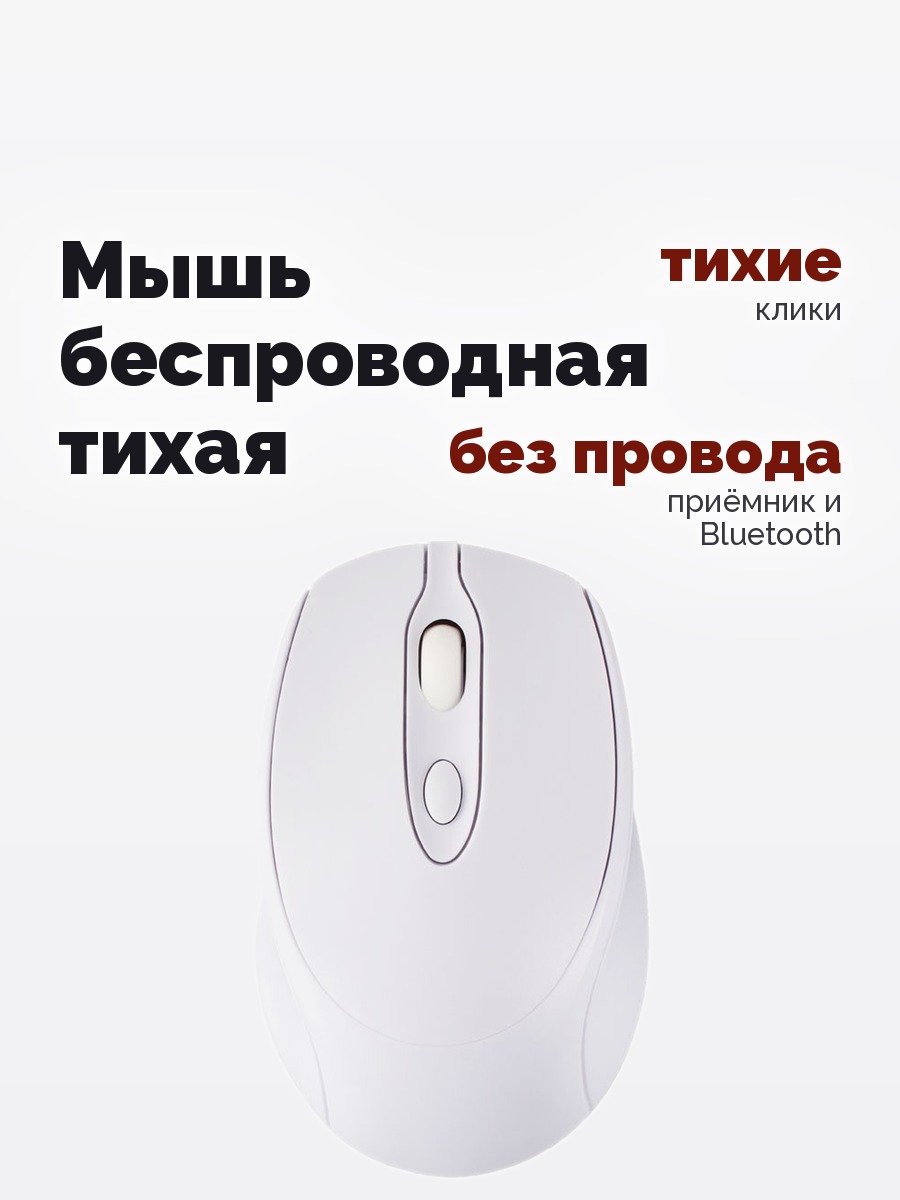 Мышь
беспроводная
тихая
тихие
клики
без провода
приёмник и
Bluetooth